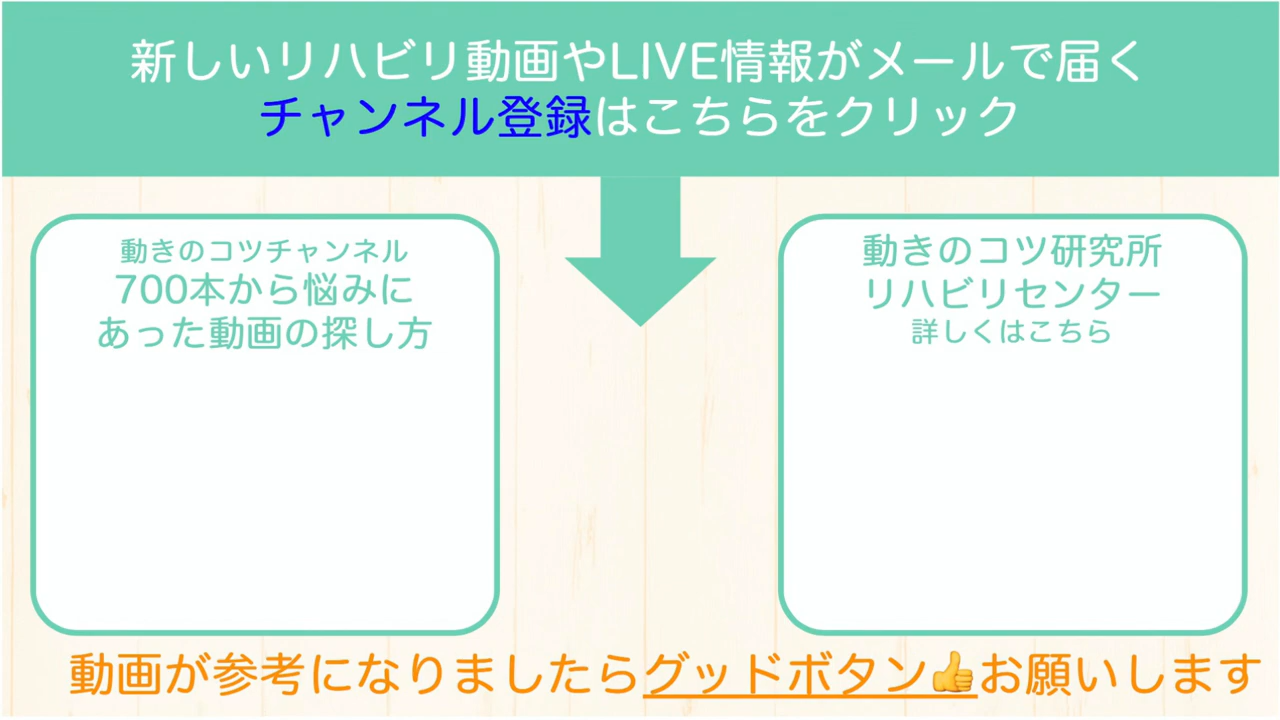 新しいリハビリ動画やLIVE情報がメールで届く
チャンネル登録はこちらをクリック
動きのコツチャンネル
700本から悩みに
あった動画の探し方
動きのコツ研究所
リハビリセンター
詳しくはこちら
動画が参考になりましたらグッドボタン👍お願いします